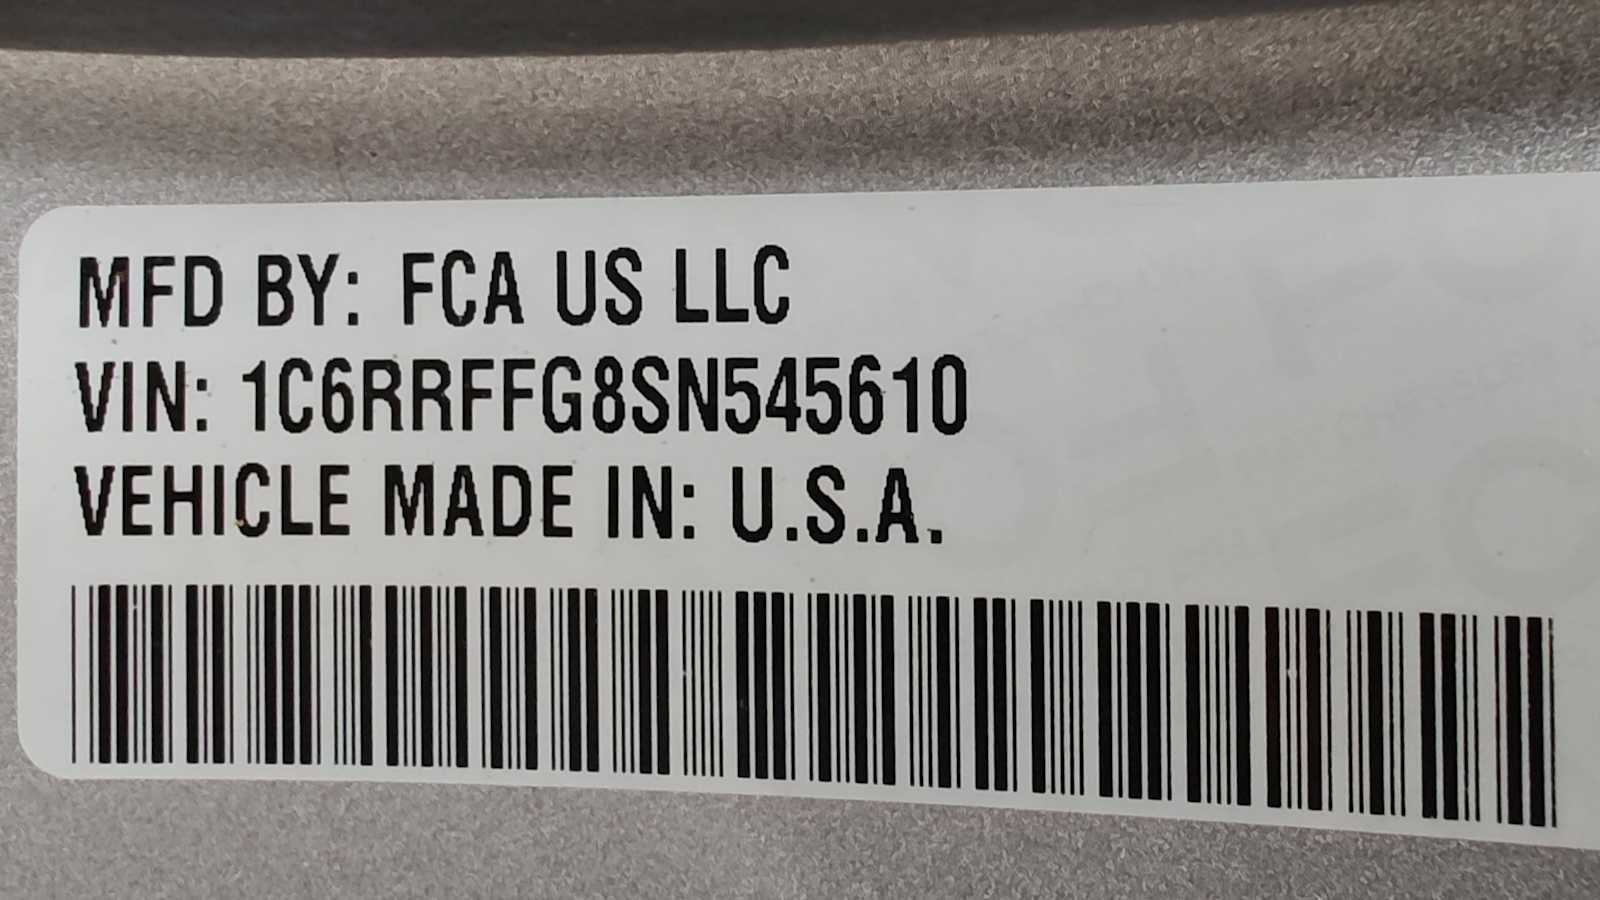 MFD BY: FCA US LLC
VIN: 1C6RRFFG8SN545610
VEHICLE MADE IN: U.S.A.